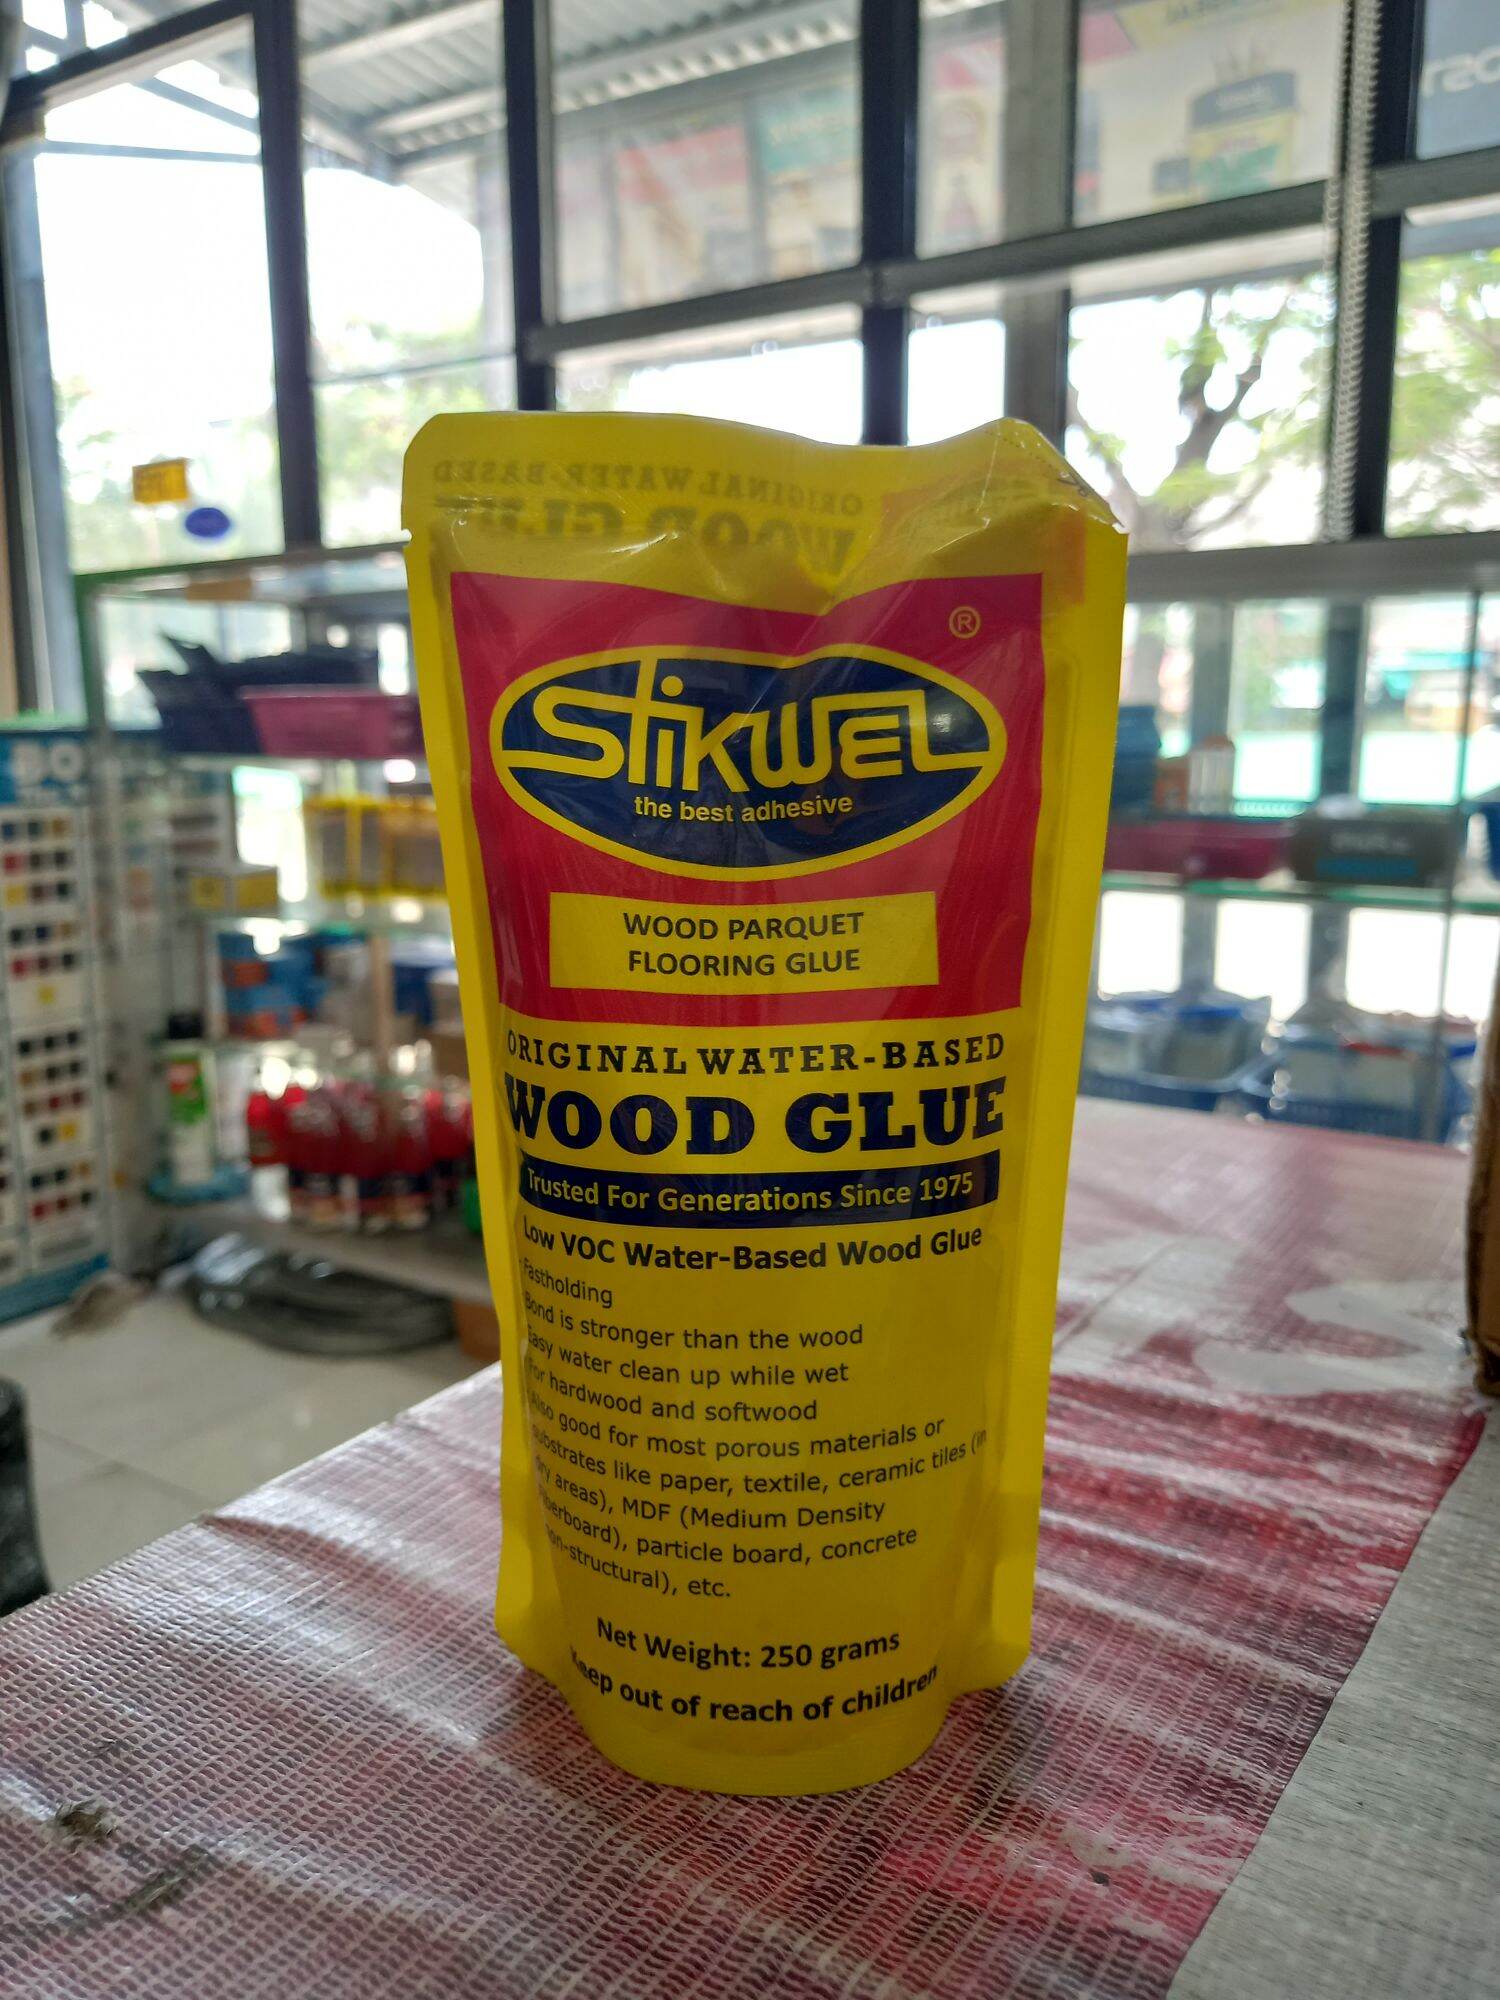 ORIGINAL WATER-BASED
WOOD GLUE
®
STIKWEL
the best adhesive
WOOD PARQUET
FLOORING GLUE
ORIGINAL WATER-BASED
WOOD GLUE
Trusted For Generations Since 1975
Low VOC Water-Based Wood Glue
Fastholding
Bond is stronger than the wood
Easy water clean up while wet
For hardwood and softwood
Also good for most porous materials or
substrates like paper, textile, ceramic tiles (in
dry areas), MDF (Medium Density
Fiberboard), particle board, concrete
(non-structural), etc.
Net Weight: 250 grams
Keep out of reach of children